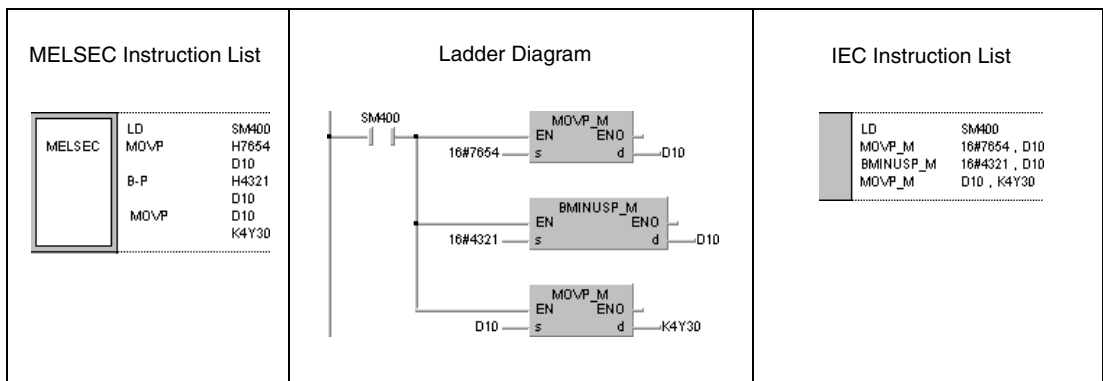 MELSEC Instruction List
MELSEC
LD SM400
MOVP H7654
D10
B-P H4321
D10
MOVP D10
K4Y30
Ladder Diagram
SM400
MOVP_M
EN ENO
16#7654 s d D10
BMINUSP_M
EN ENO
16#4321 s d D10
MOVP_M
EN ENO
D10 s d K4Y30
IEC Instruction List
LD SM400
MOVP_M 16#7654 , D10
BMINUSP_M 16#4321 , D10
MOVP_M D10 , K4Y30